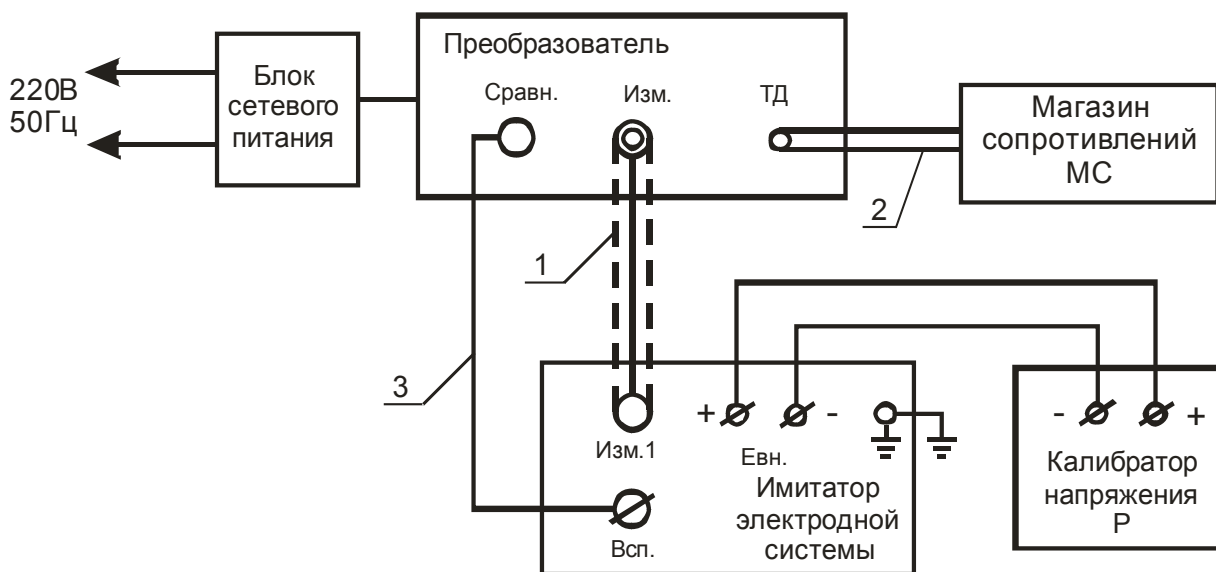 220В
50Гц
Блок
сетевого
питания
Преобразователь
Сравн.
Изм.
ТД
Магазин
сопротивлений
МС
1
2
3
Изм.1
+
-
Евн.
Имитатор
электродной
системы
Всп.
-
+
Калибратор
напряжения
Р